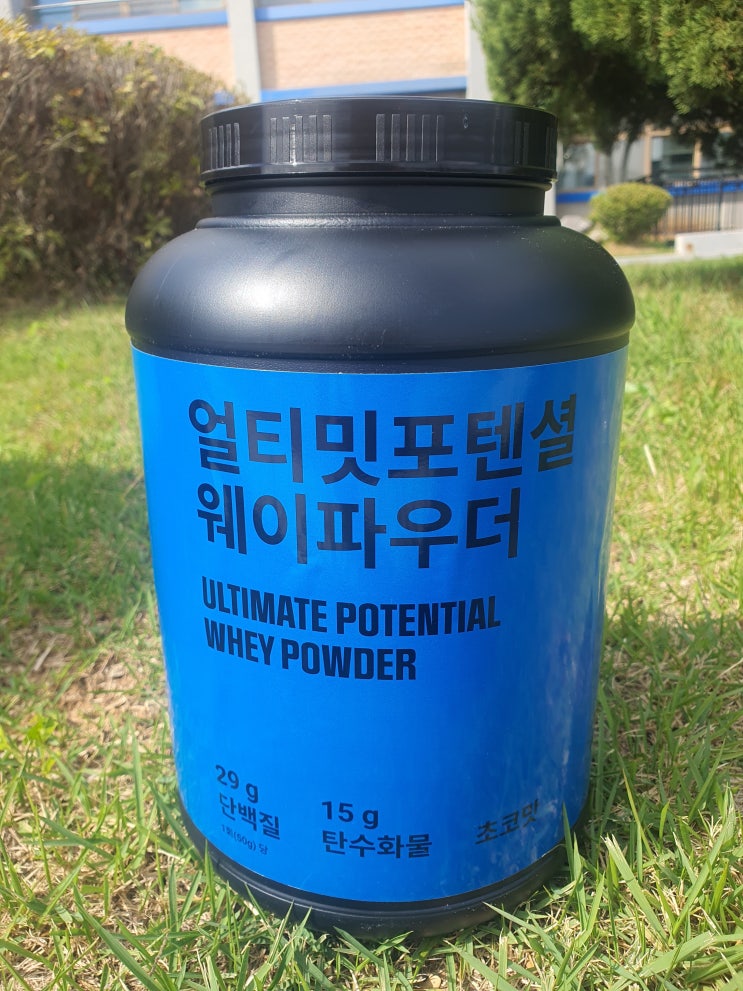 얼티밋포텐셜
웨이파우더
ULTIMATE POTENTIAL
WHEY POWDER
29 g
단백질
15 g
탄수화물
초코맛